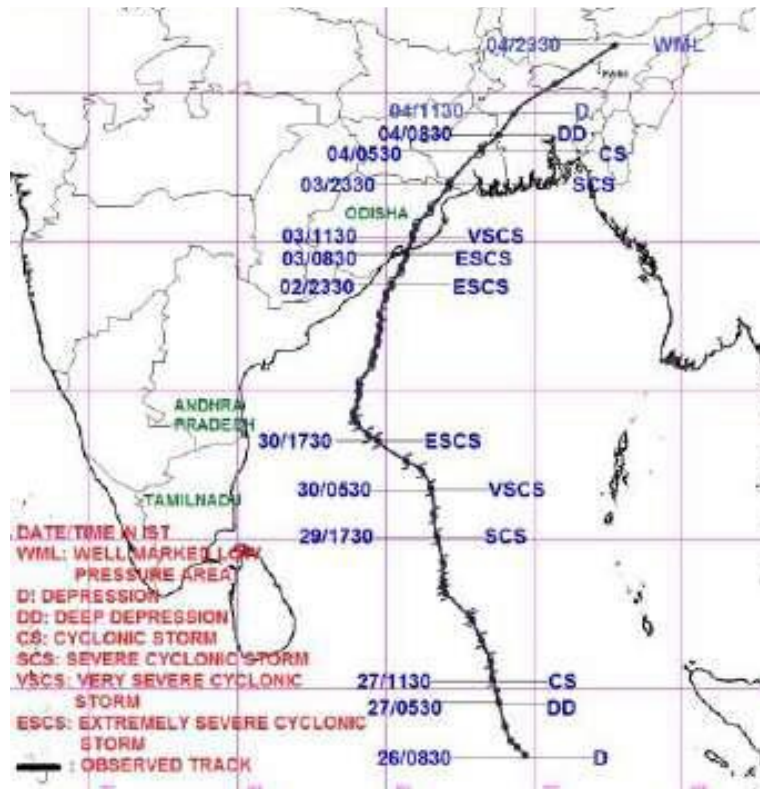 04/2330 WML
04/1130 D
04/0830 DD
04/0530 CS
03/2330 SCS
ODISHA
03/1130 VSCS
03/0830 ESCS
02/2330 ESCS
ANDHRA
PRADESH
30/1730 ESCS
30/0530 VSCS
TAMILNADU
29/1730 SCS
DATE/TIME IN IST
WML: WELL MARKED LOW
PRESSURE AREA
D: DEPRESSION
DD: DEEP DEPRESSION
CS: CYCLONIC STORM
SCS: SEVERE CYCLONIC STORM
VSCS: VERY SEVERE CYCLONIC
STORM
ESCS: EXTREMELY SEVERE CYCLONIC
STORM
: OBSERVED TRACK
27/1130 CS
27/0530 DD
26/0830 D